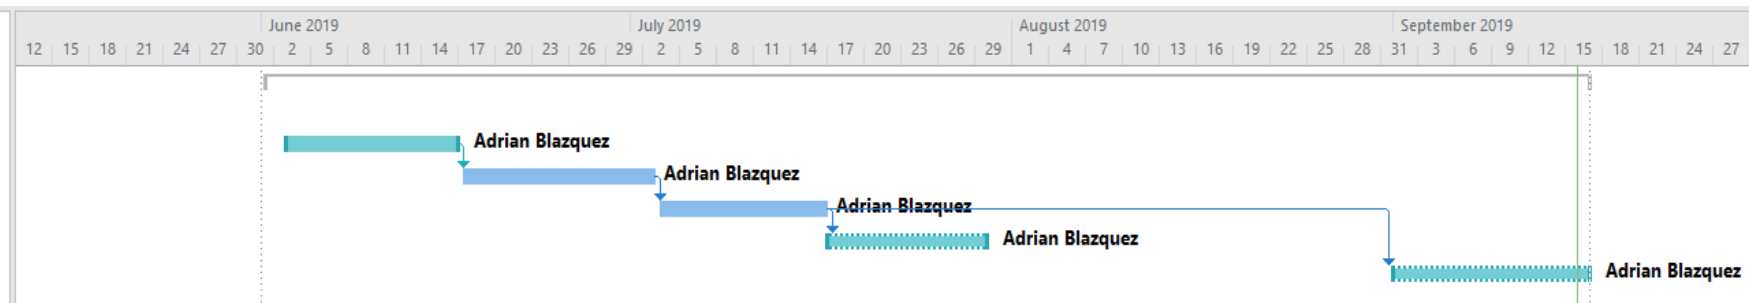 June 2019 July 2019 August 2019 September 2019
12 15 18 21 24 27 30 2 5 8 11 14 17 20 23 26 29 2 5 8 11 14 17 20 23 26 29 1 4 7 10 13 16 19 22 25 28 31 3 6 9 12 15 18 21 24 27
Adrian Blazquez
Adrian Blazquez
Adrian Blazquez
Adrian Blazquez
Adrian Blazquez